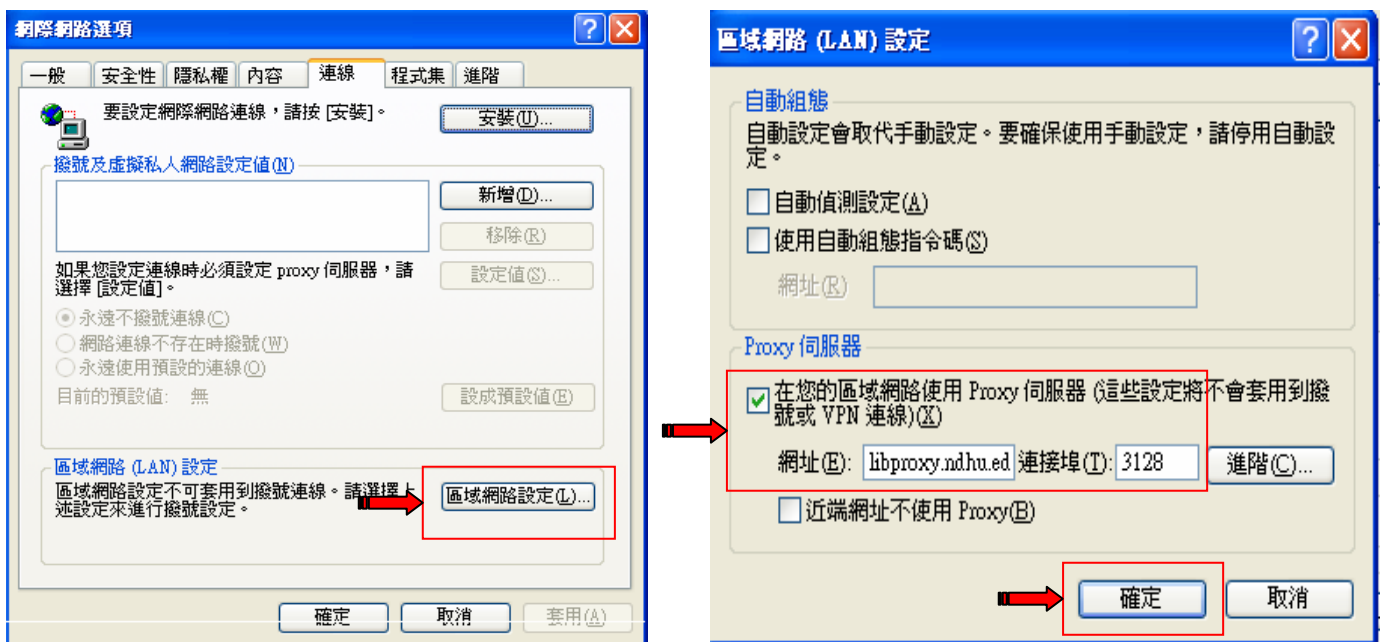 網際網路選項
一般 安全性 隱私權 內容 連線 程式集 進階
要設定網際網路連線，請按 [安裝]。
安裝(U)...
撥號及虛擬私人網路設定值(N)
新增(D)...
移除(R)
如果您設定連線時必須設定 proxy 伺服器，請
選擇 [設定值]。
設定值(S)...
永遠不撥號連線(C)
網路連線不存在時撥號(W)
永遠使用預設的連線(O)
目前的預設值: 無
設成預設值(E)
區域網路 (LAN) 設定
區域網路設定不可套用到撥號連線。請選擇上
述設定來進行撥號設定。
區域網路設定(L)...
確定 取消 套用(A)
區域網路 (LAN) 設定
自動組態
自動設定會取代手動設定。要確保使用手動設定，請停用自動設
定。
自動偵測設定(A)
使用自動組態指令碼(S)
網址(R)
Proxy 伺服器
在您的區域網路使用 Proxy 伺服器 (這些設定將不會套用到撥
號或 VPN 連線)(X)
網址(E): libproxy.ndhu.ed 連接埠(T): 3128 進階(C)...
近端網址不使用 Proxy(B)
確定 取消